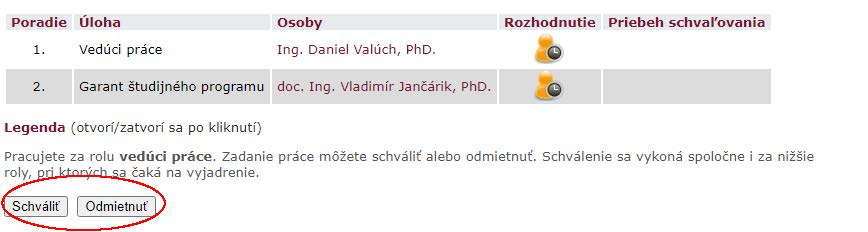 Poradie Úloha Osoby Rozhodnutie Priebeh schvaľovania
1. Vedúci práce Ing. Daniel Valúch, PhD.
2. Garant študijného programu doc. Ing. Vladimír Jančárik, PhD.
Legenda (otvorí/zatvorí sa po kliknutí)
Pracujete za rolu vedúci práce. Zadanie práce môžete schváliť alebo odmietnuť. Schválenie sa vykoná spoločne i za nižšie
roly, pri ktorých sa čaká na vyjadrenie.
Schváliť Odmietnuť